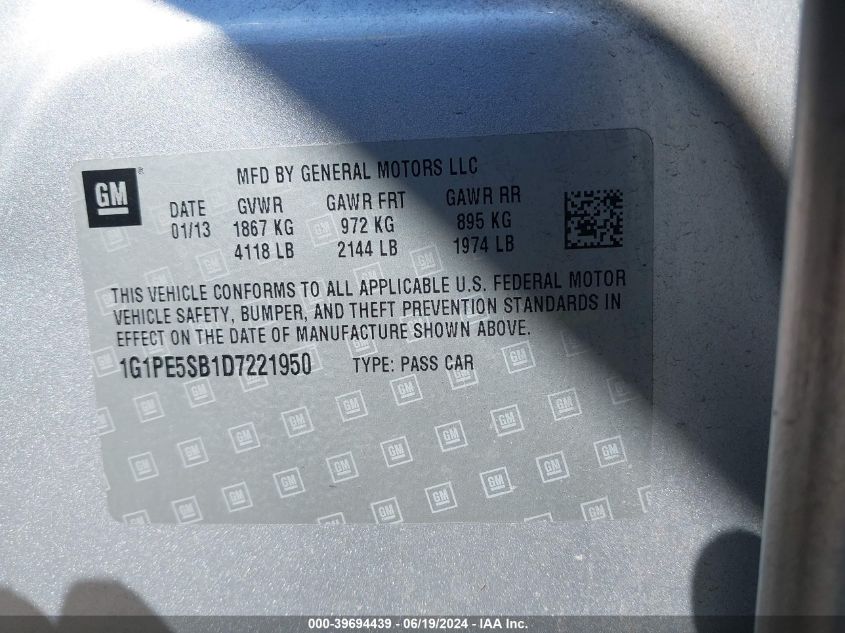 GM
MFD BY GENERAL MOTORS LLC
DATE GVWR GAWR FRT GAWR RR
01/13 1867 KG 972 KG 895 KG
4118 LB 2144 LB 1974 LB
THIS VEHICLE CONFORMS TO ALL APPLICABLE U.S. FEDERAL MOTOR
VEHICLE SAFETY, BUMPER, AND THEFT PREVENTION STANDARDS IN
EFFECT ON THE DATE OF MANUFACTURE SHOWN ABOVE.
1G1PE5SB1D7221950 TYPE: PASS CAR
000-39694439 - 06/19/2024 - IAA Inc.